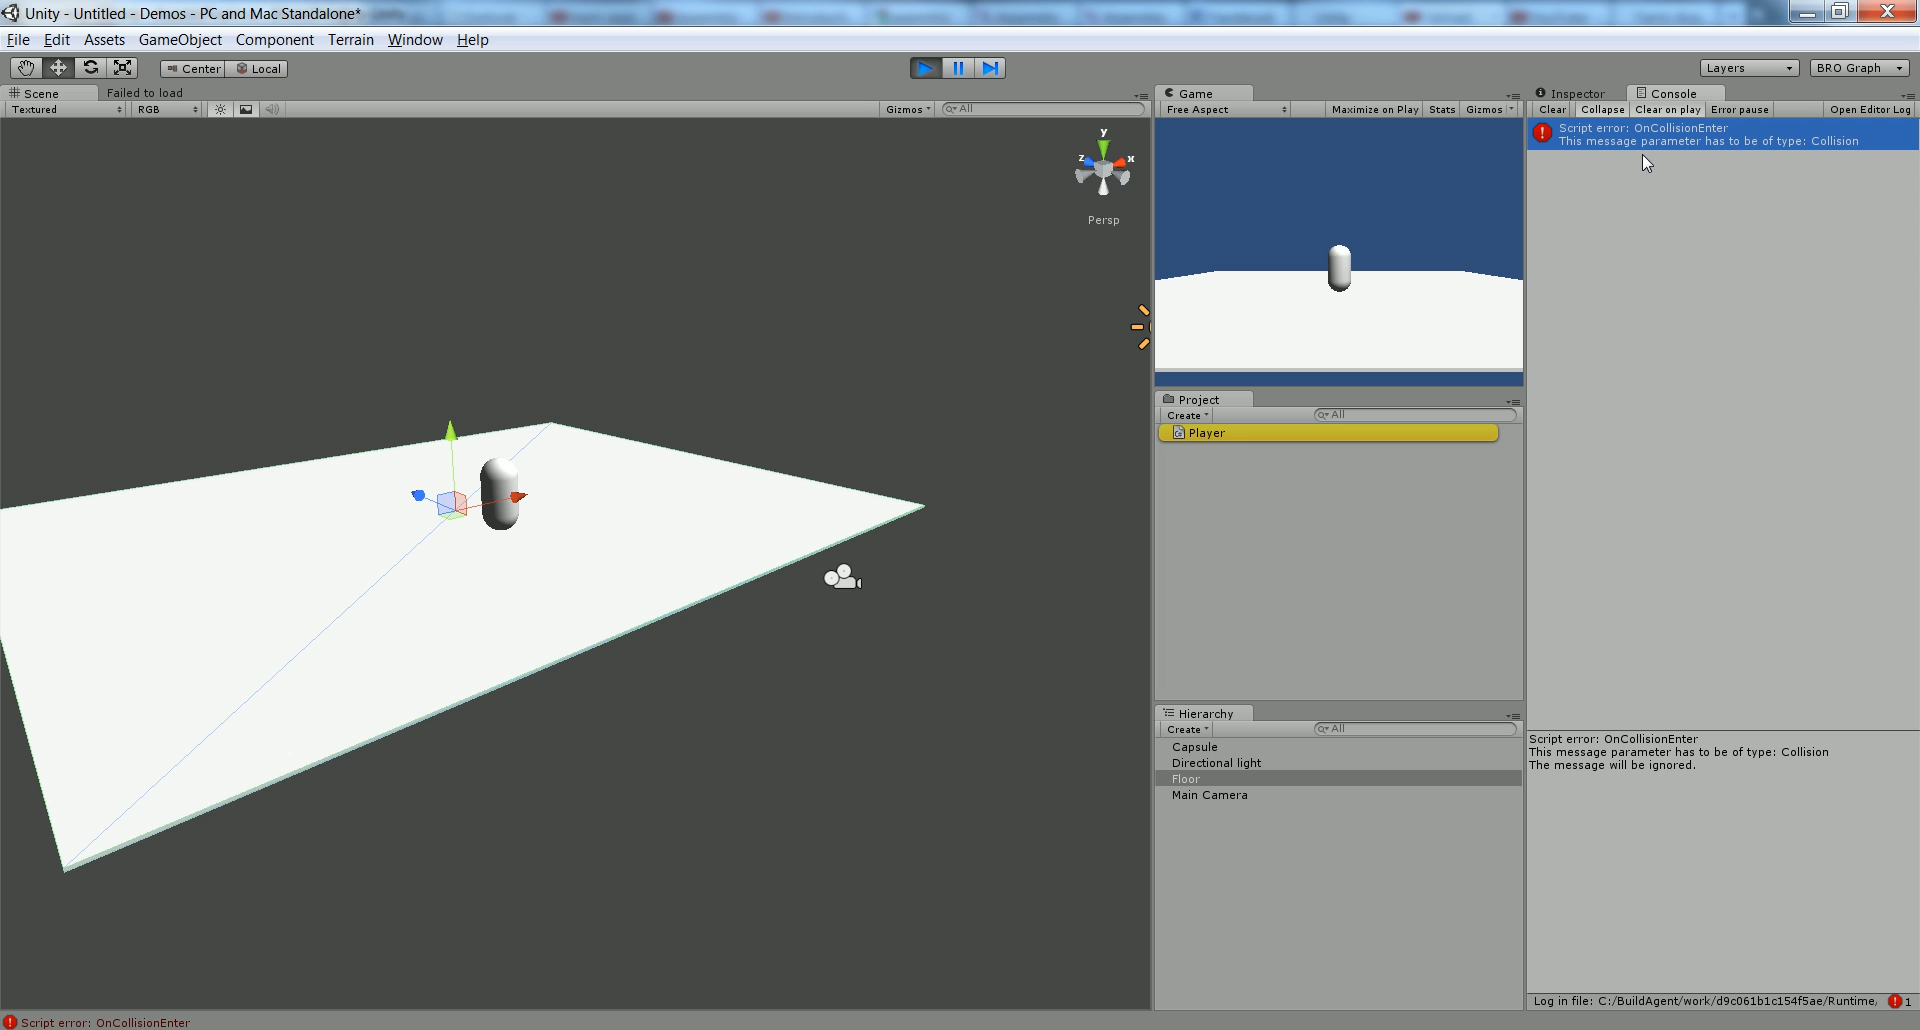 Unity - Untitled - Demos - PC and Mac Standalone*
File Edit Assets GameObject Component Terrain Window Help
Center Local
Layers BRO Graph
Scene Failed to load
Textured RGB Gizmos All
y
z x
Persp
Game
Free Aspect Maximize on Play Stats Gizmos
Project
Create All
Player
Hierarchy
Create All
Capsule
Directional light
Floor
Main Camera
Inspector Console
Clear Collapse Clear on play Error pause Open Editor Log
Script error: OnCollisionEnter
This message parameter has to be of type: Collision
Script error: OnCollisionEnter
This message parameter has to be of type: Collision
The message will be ignored.
Log in file: C:/BuildAgent/work/d9c061b1c154f5ae/Runtime, 1
Script error: OnCollisionEnter